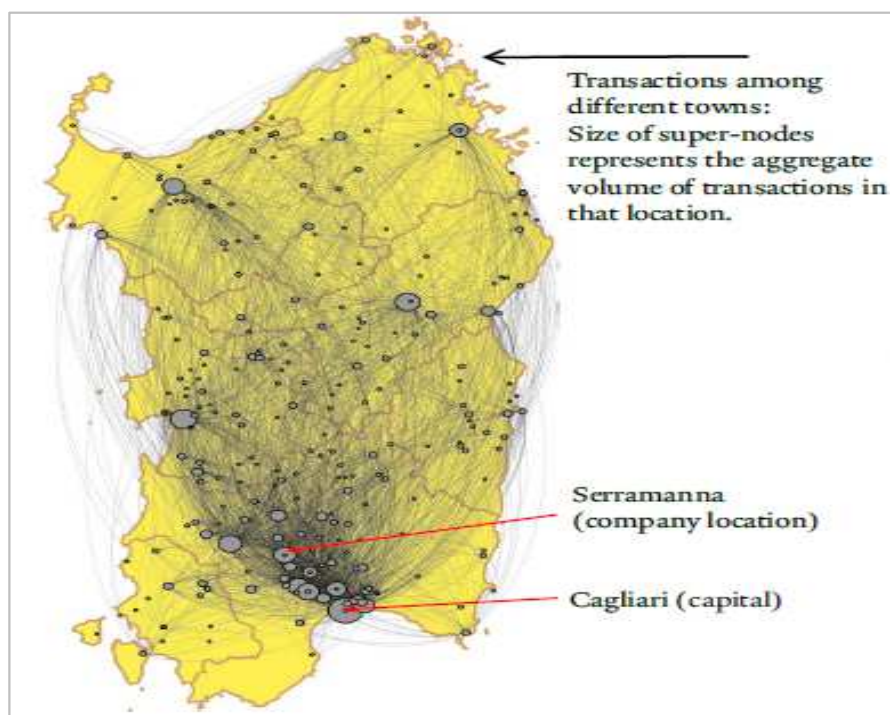 Transactions among
different towns:
Size of super-nodes
represents the aggregate
volume of transactions in
that location.
Serramanna
(company location)
Cagliari (capital)